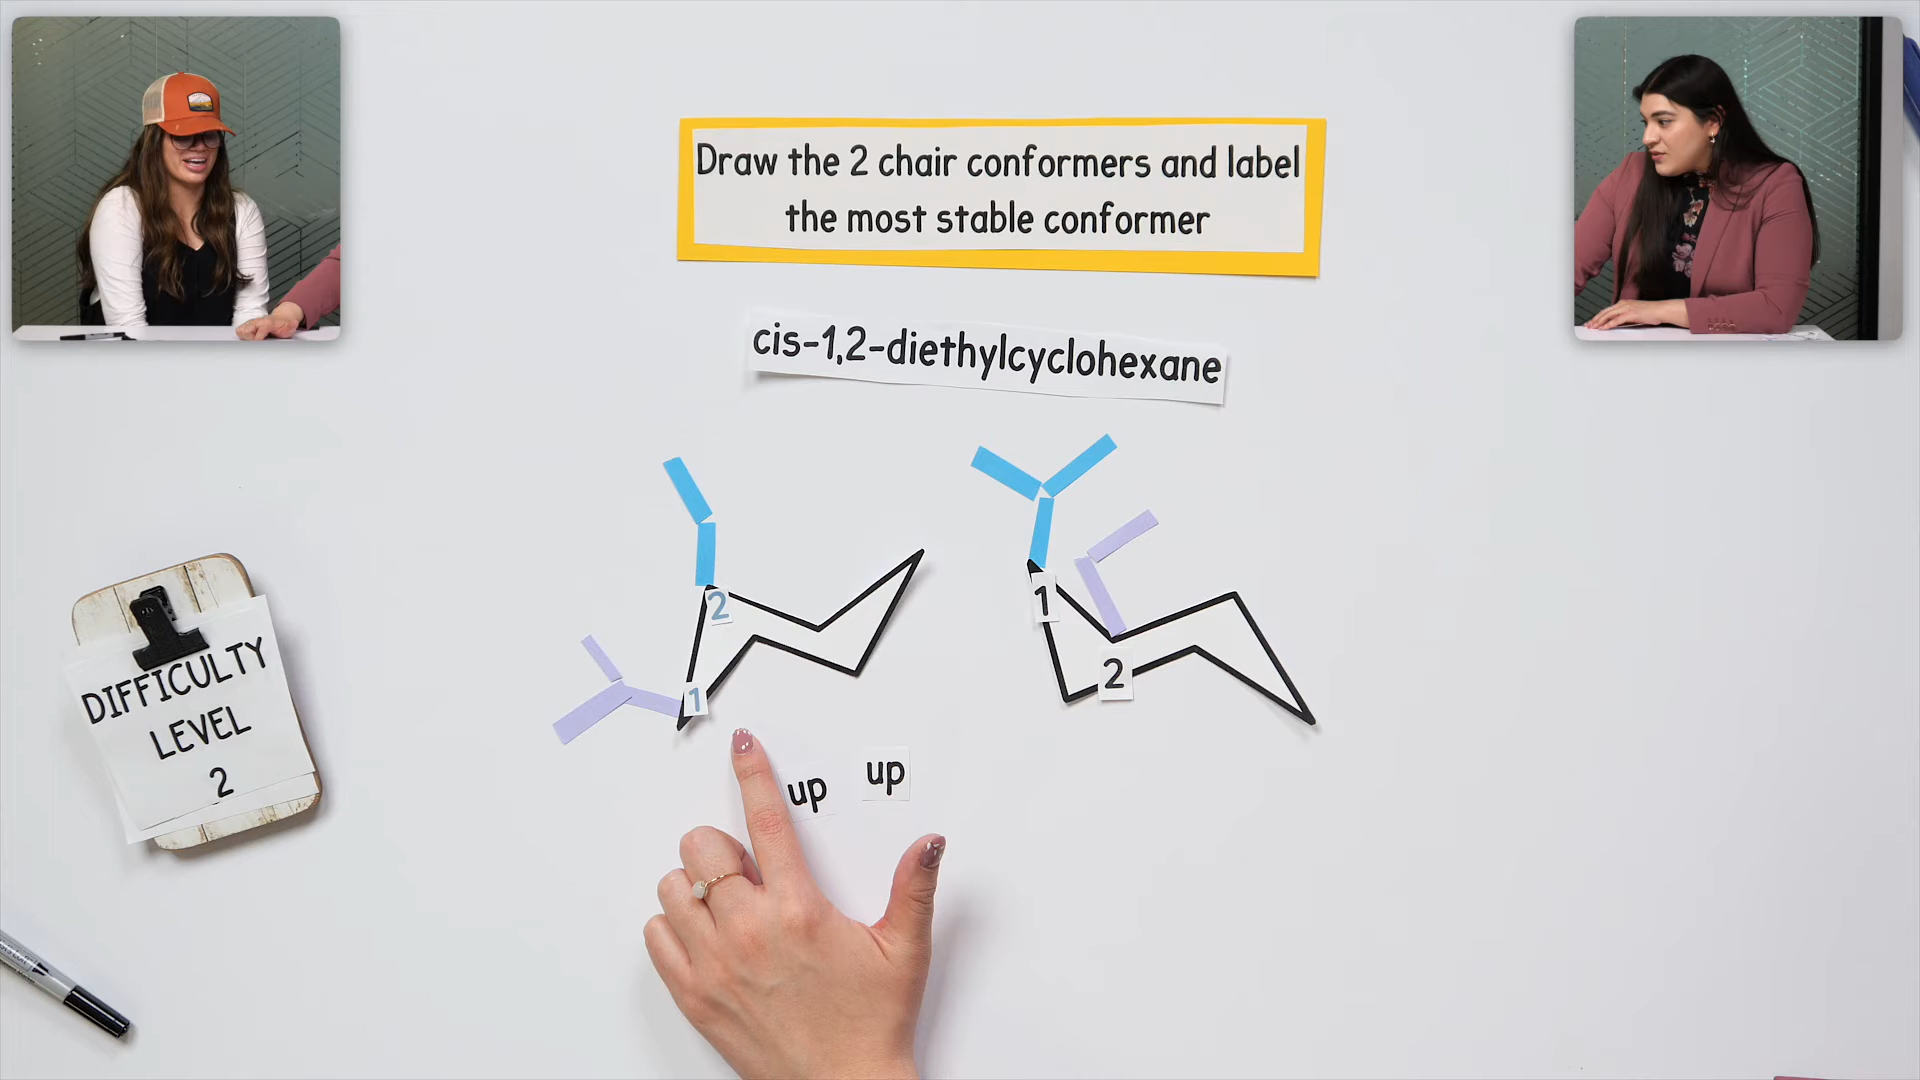 Draw the 2 chair conformers and label
the most stable conformer
cis-1,2-diethylcyclohexane
2
1
1
2
up
up
DIFFICULTY
LEVEL
2